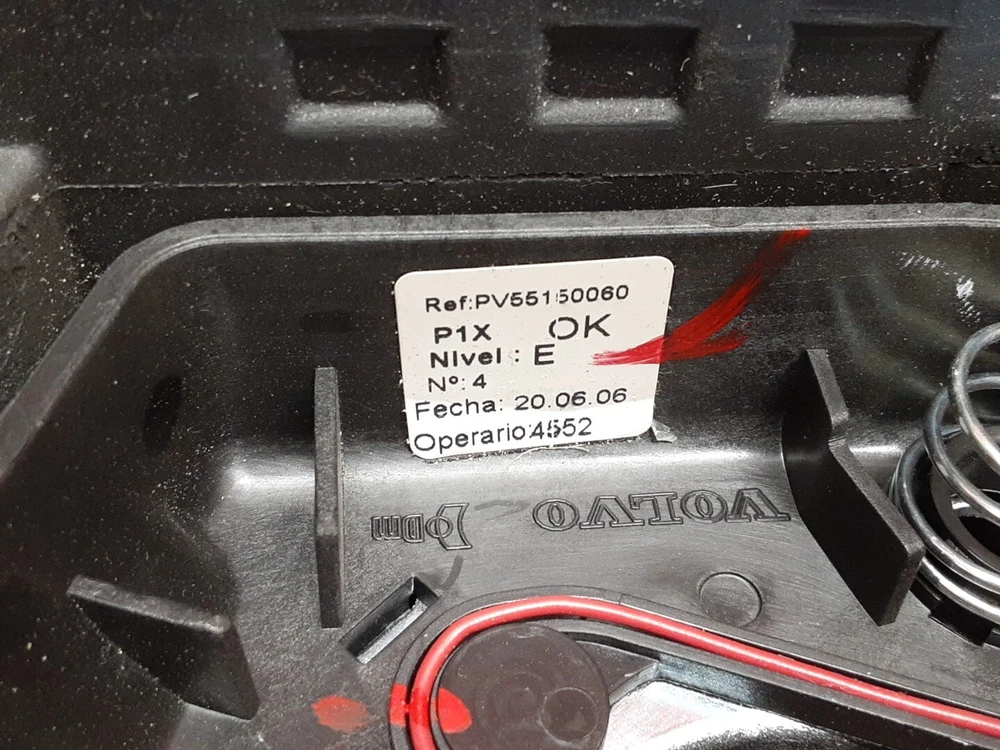 Ref:PV55150060
P1X OK
Nivel : E
Nº: 4
Fecha: 20.06.06
Operario:4552
VOLVO